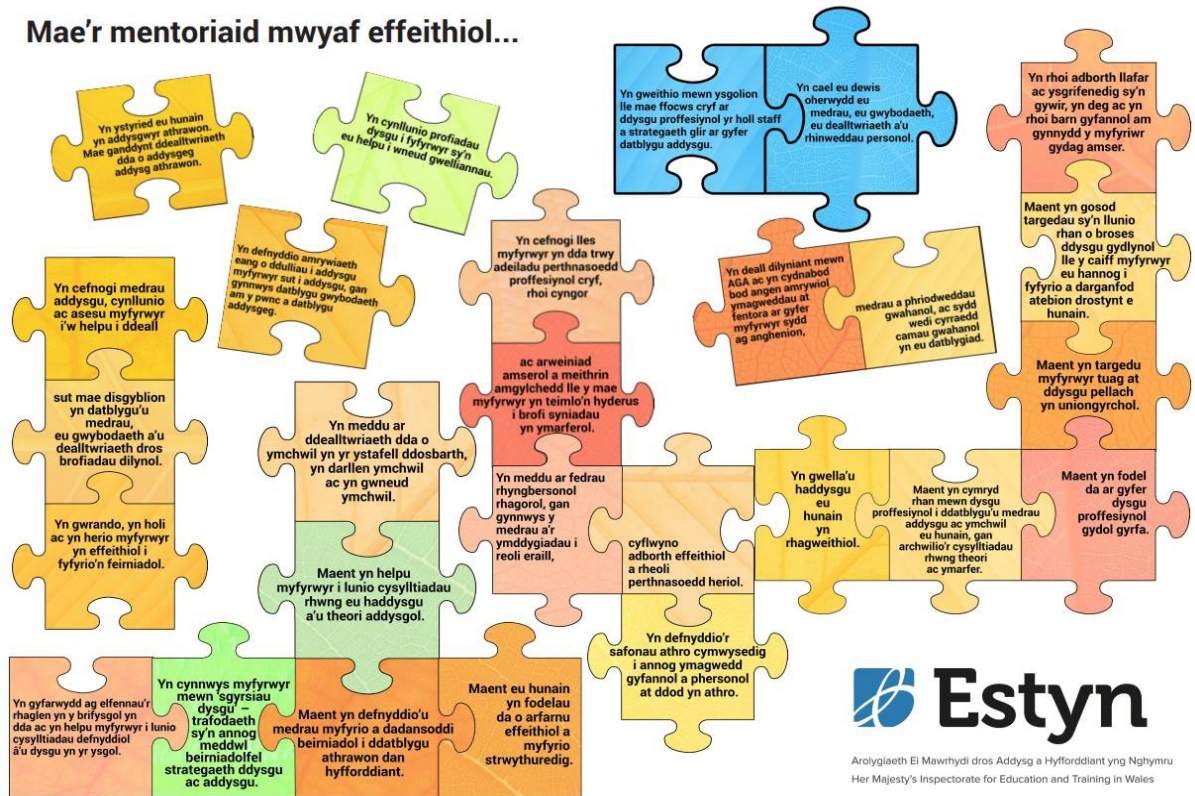 Mae'r mentoriaid mwyaf effeithiol...
Yn ystyried eu hunain
yn addysgwyr athrawon.
Mae ganddynt ddealltwriaeth
dda o addysgeg
addysg athrawon.
Yn cynllunio profiadau
dysgu i fyfyrwyr sy'n
eu helpu i wneud gwelliannau.
Yn gweithio mewn ysgolion
lle mae ffocws cryf ar
ddysgu proffesiynol yr holl staff
a strategaeth glir ar gyfer
datblygu addysgu.
Yn cael eu dewis
oherwydd eu
medrau, eu gwybodaeth,
eu dealltwriaeth a'u
rhinweddau personol.
Yn rhoi adborth llafar
ac ysgrifenedig sy'n
gywir, yn deg ac yn
rhoi barn gyfannol am
gynnydd y myfyriwr
gydag amser.
Maent yn gosod
targedau sy'n llunio
rhan o broses
ddysgu gydlynol
lle y caiff myfyrwyr
eu hannog i
fyfyrio a darganfod
atebion drostynt e
hunain.
Maent yn targedu
myfyrwyr tuag at
ddysgu pellach
yn uniongyrchol.
Maent yn fodel
da ar gyfer
dysgu
proffesiynol
gydol gyrfa.
Yn defnyddio amrywiaeth
eang o ddulliau i addysgu
myfyrwyr sut i addysgu, gan
gynnwys datblygu gwybodaeth
am y pwnc a datblygu
addysgeg.
Yn cefnogi lles
myfyrwyr yn dda trwy
adeiladu perthnasoedd
proffesiynol cryf,
rhoi cyngor
ac arweiniad
amserol a meithrin
amgylchedd lle y mae
myfyrwyr yn teimlo'n hyderus
i brofi syniadau
yn ymarferol.
Yn deall dilyniant mewn
AGA ac yn cydnabod
bod angen amrywiol
ymagweddau at
fentora ar gyfer
myfyrwyr sydd
ag anghenion,
medrau a phriodweddau
gwahanol, ac sydd
wedi cyrraedd
camau gwahanol
yn eu datblygiad.
Yn cefnogi medrau
addysgu, cynllunio
ac asesu myfyrwyr
i'w helpu i ddeall
sut mae disgyblion
yn datblygu'u
medrau,
eu gwybodaeth a'u
dealltwriaeth dros
brofiadau dilynol.
Yn gwrando, yn holi
ac yn herio myfyrwyr
yn effeithiol i
fyfyrio'n feirniadol.
Yn meddu ar
ddealltwriaeth dda o
ymchwil yn yr ystafell ddosbarth,
yn darllen ymchwil
ac yn gwneud
ymchwil.
Maent yn helpu
myfyrwyr i lunio cysylltiadau
rhwng eu haddysgu
a'u theori addysgol.
Yn meddu ar fedrau
rhyngbersonol
rhagorol, gan
gynnwys y
medrau a'r
ymddygiadau i
reoli eraill,
cyflwyno
adborth effeithiol
a rheoli
perthnasoedd heriol.
Yn gwella'u
haddysgu
eu
hunain
yn
rhagweithiol.
Maent yn cymryd
rhan mewn dysgu
proffesiynol i ddatblygu'u medrau
addysgu ac ymchwil
eu hunain, gan
archwilio'r cysylltiadau
rhwng theori
ac ymarfer.
Yn defnyddio'r
safonau athro cymwysedig
i annog ymagwedd
gyfannol a phersonol
at ddod yn athro.
Yn gyfarwydd ag elfennau'r
rhaglen yn y brifysgol yn
dda ac yn helpu myfyrwyr i lunio
cysylltiadau defnyddiol
â'u dysgu yn yr ysgol.
Yn cynnwys myfyrwyr
mewn 'sgyrsiau
dysgu' –
trafodaeth
sy'n annog
meddwl
beirniadolfel
strategaeth ddysgu
ac addysgu.
Maent yn defnyddio'u
medrau myfyrio a dadansoddi
beirniadol i ddatblygu
athrawon dan
hyfforddiant.
Maent eu hunain
yn fodelau
da o arfarnu
effeithiol a
myfyrio
strwythuredig.
Estyn
Arolygiaeth Ei Mawrhydi dros Addysg a Hyfforddiant yng Nghymru
Her Majesty's Inspectorate for Education and Training in Wales